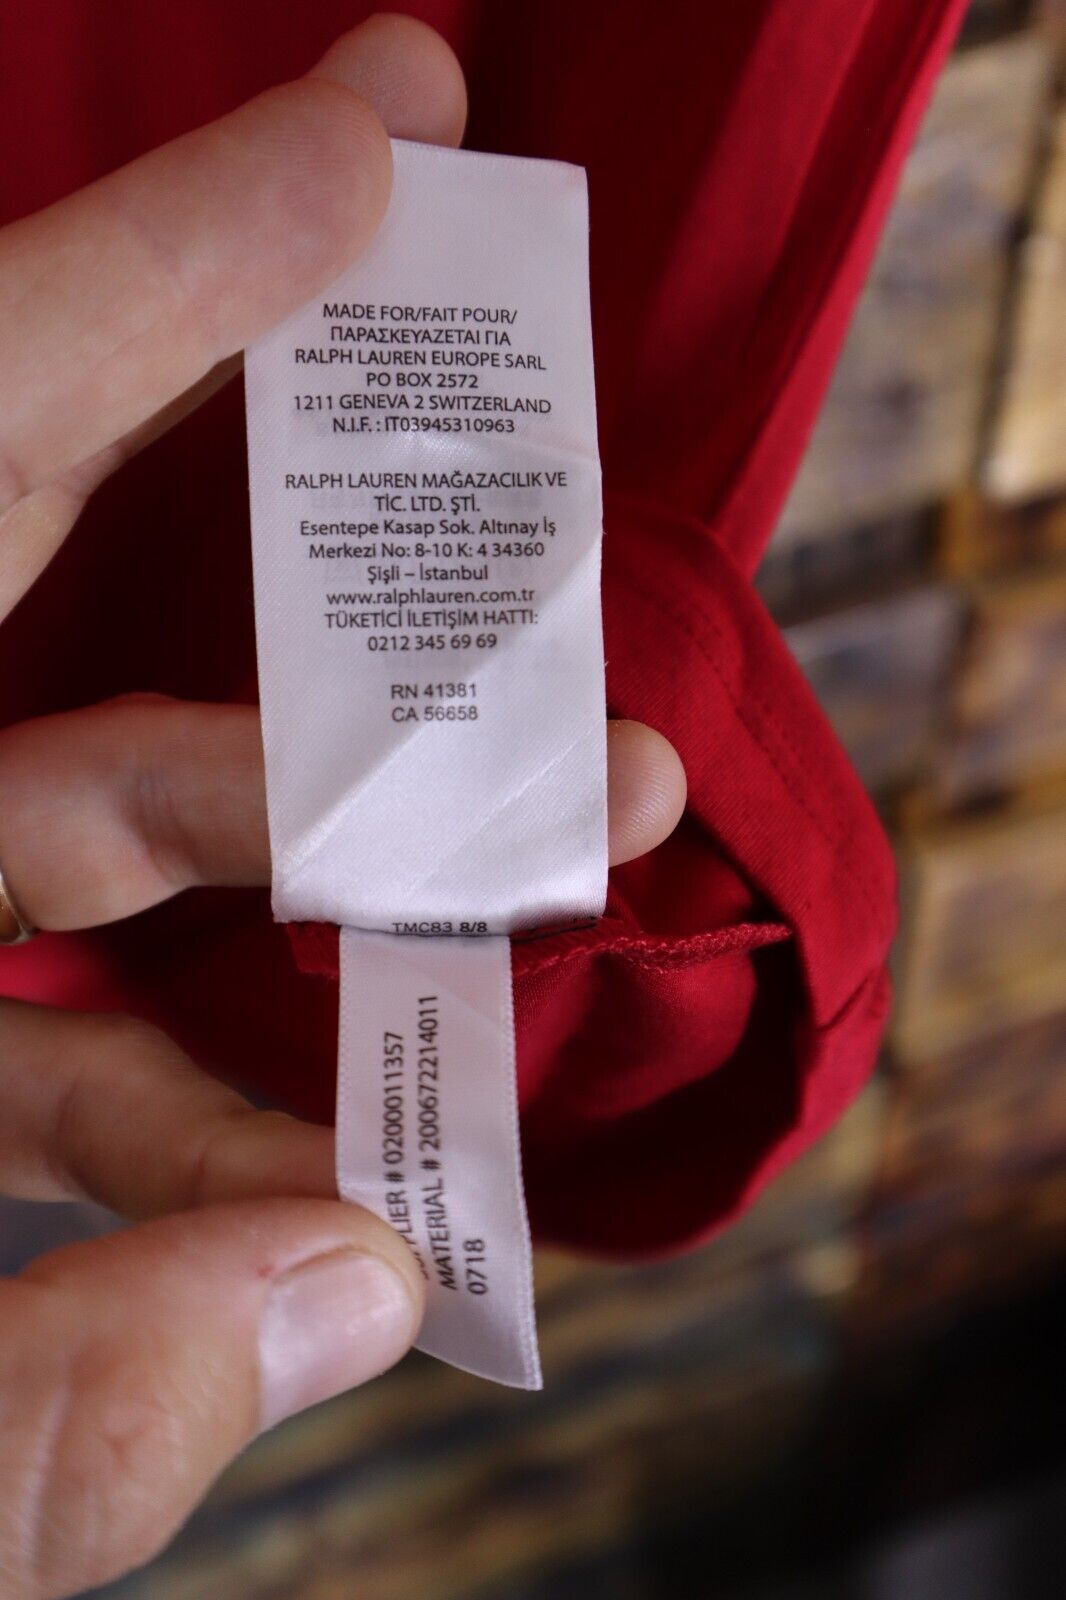 MADE FOR/FAIT POUR/
ΠΑΡΑΣΚΕΥΑΖΕΤΑΙ ΓΙΑ
RALPH LAUREN EUROPE SARL
PO BOX 2572
1211 GENEVA 2 SWITZERLAND
N.I.F. : IT03945310963
RALPH LAUREN MAĞAZACILIK VE
TİC. LTD. ŞTİ.
Esentepe Kasap Sok. Altınay İş
Merkezi No: 8-10 K: 4 34360
Şişli – İstanbul
www.ralphlauren.com.tr
TÜKETİCİ İLETİŞİM HATTI:
0212 345 69 69
RN 41381
CA 56658
TMC83 8/8
# 0200011357
MATERIAL # 200672214011
0718